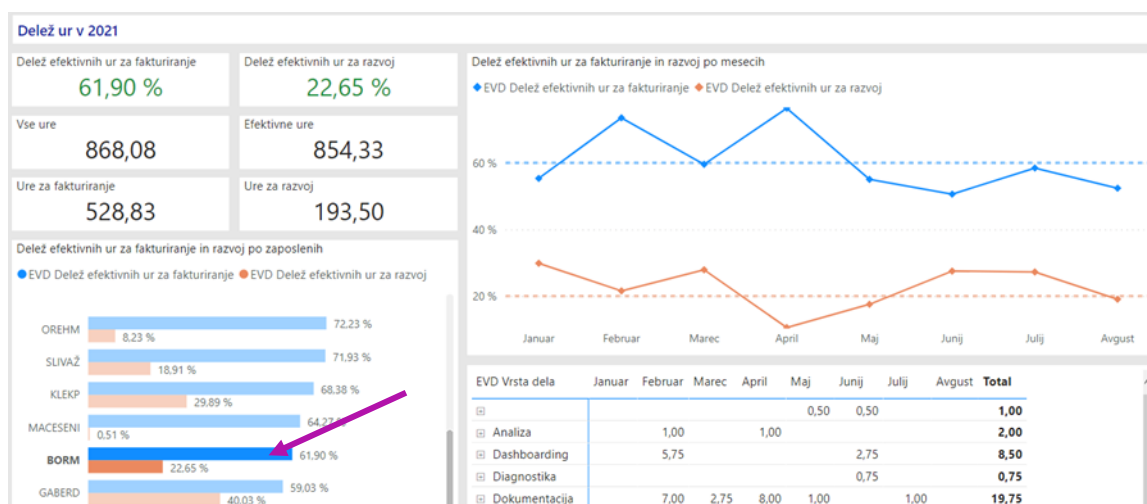 Delež ur v 2021
Delež efektivnih ur za fakturiranje
61,90 %
Delež efektivnih ur za razvoj
22,65 %
Vse ure
868,08
Efektivne ure
854,33
Ure za fakturiranje
528,83
Ure za razvoj
193,50
Delež efektivnih ur za fakturiranje in razvoj po zaposlenih
EVD Delež efektivnih ur za fakturiranje EVD Delež efektivnih ur za razvoj
OREHM 72,23 %
8,23 %
SLIVAŽ 71,93 %
18,91 %
KLEKP 68,38 %
29,89 %
MACESENI 64,27 %
0,51 %
BORM 61,90 %
22,65 %
GABERD 59,03 %
40,03 %
Delež efektivnih ur za fakturiranje in razvoj po mesecih
EVD Delež efektivnih ur za fakturiranje EVD Delež efektivnih ur za razvoj
60 %
40 %
20 %
Januar Februar Marec April Maj Junij Julij Avgust
EVD Vrsta dela Januar Februar Marec April Maj Junij Julij Avgust Total
0,50 0,50 1,00
Analiza 1,00 1,00 2,00
Dashboarding 5,75 2,75 8,50
Diagnostika 0,75 0,75
Dokumentacija 7,00 2,75 8,00 1,00 1,00 19,75